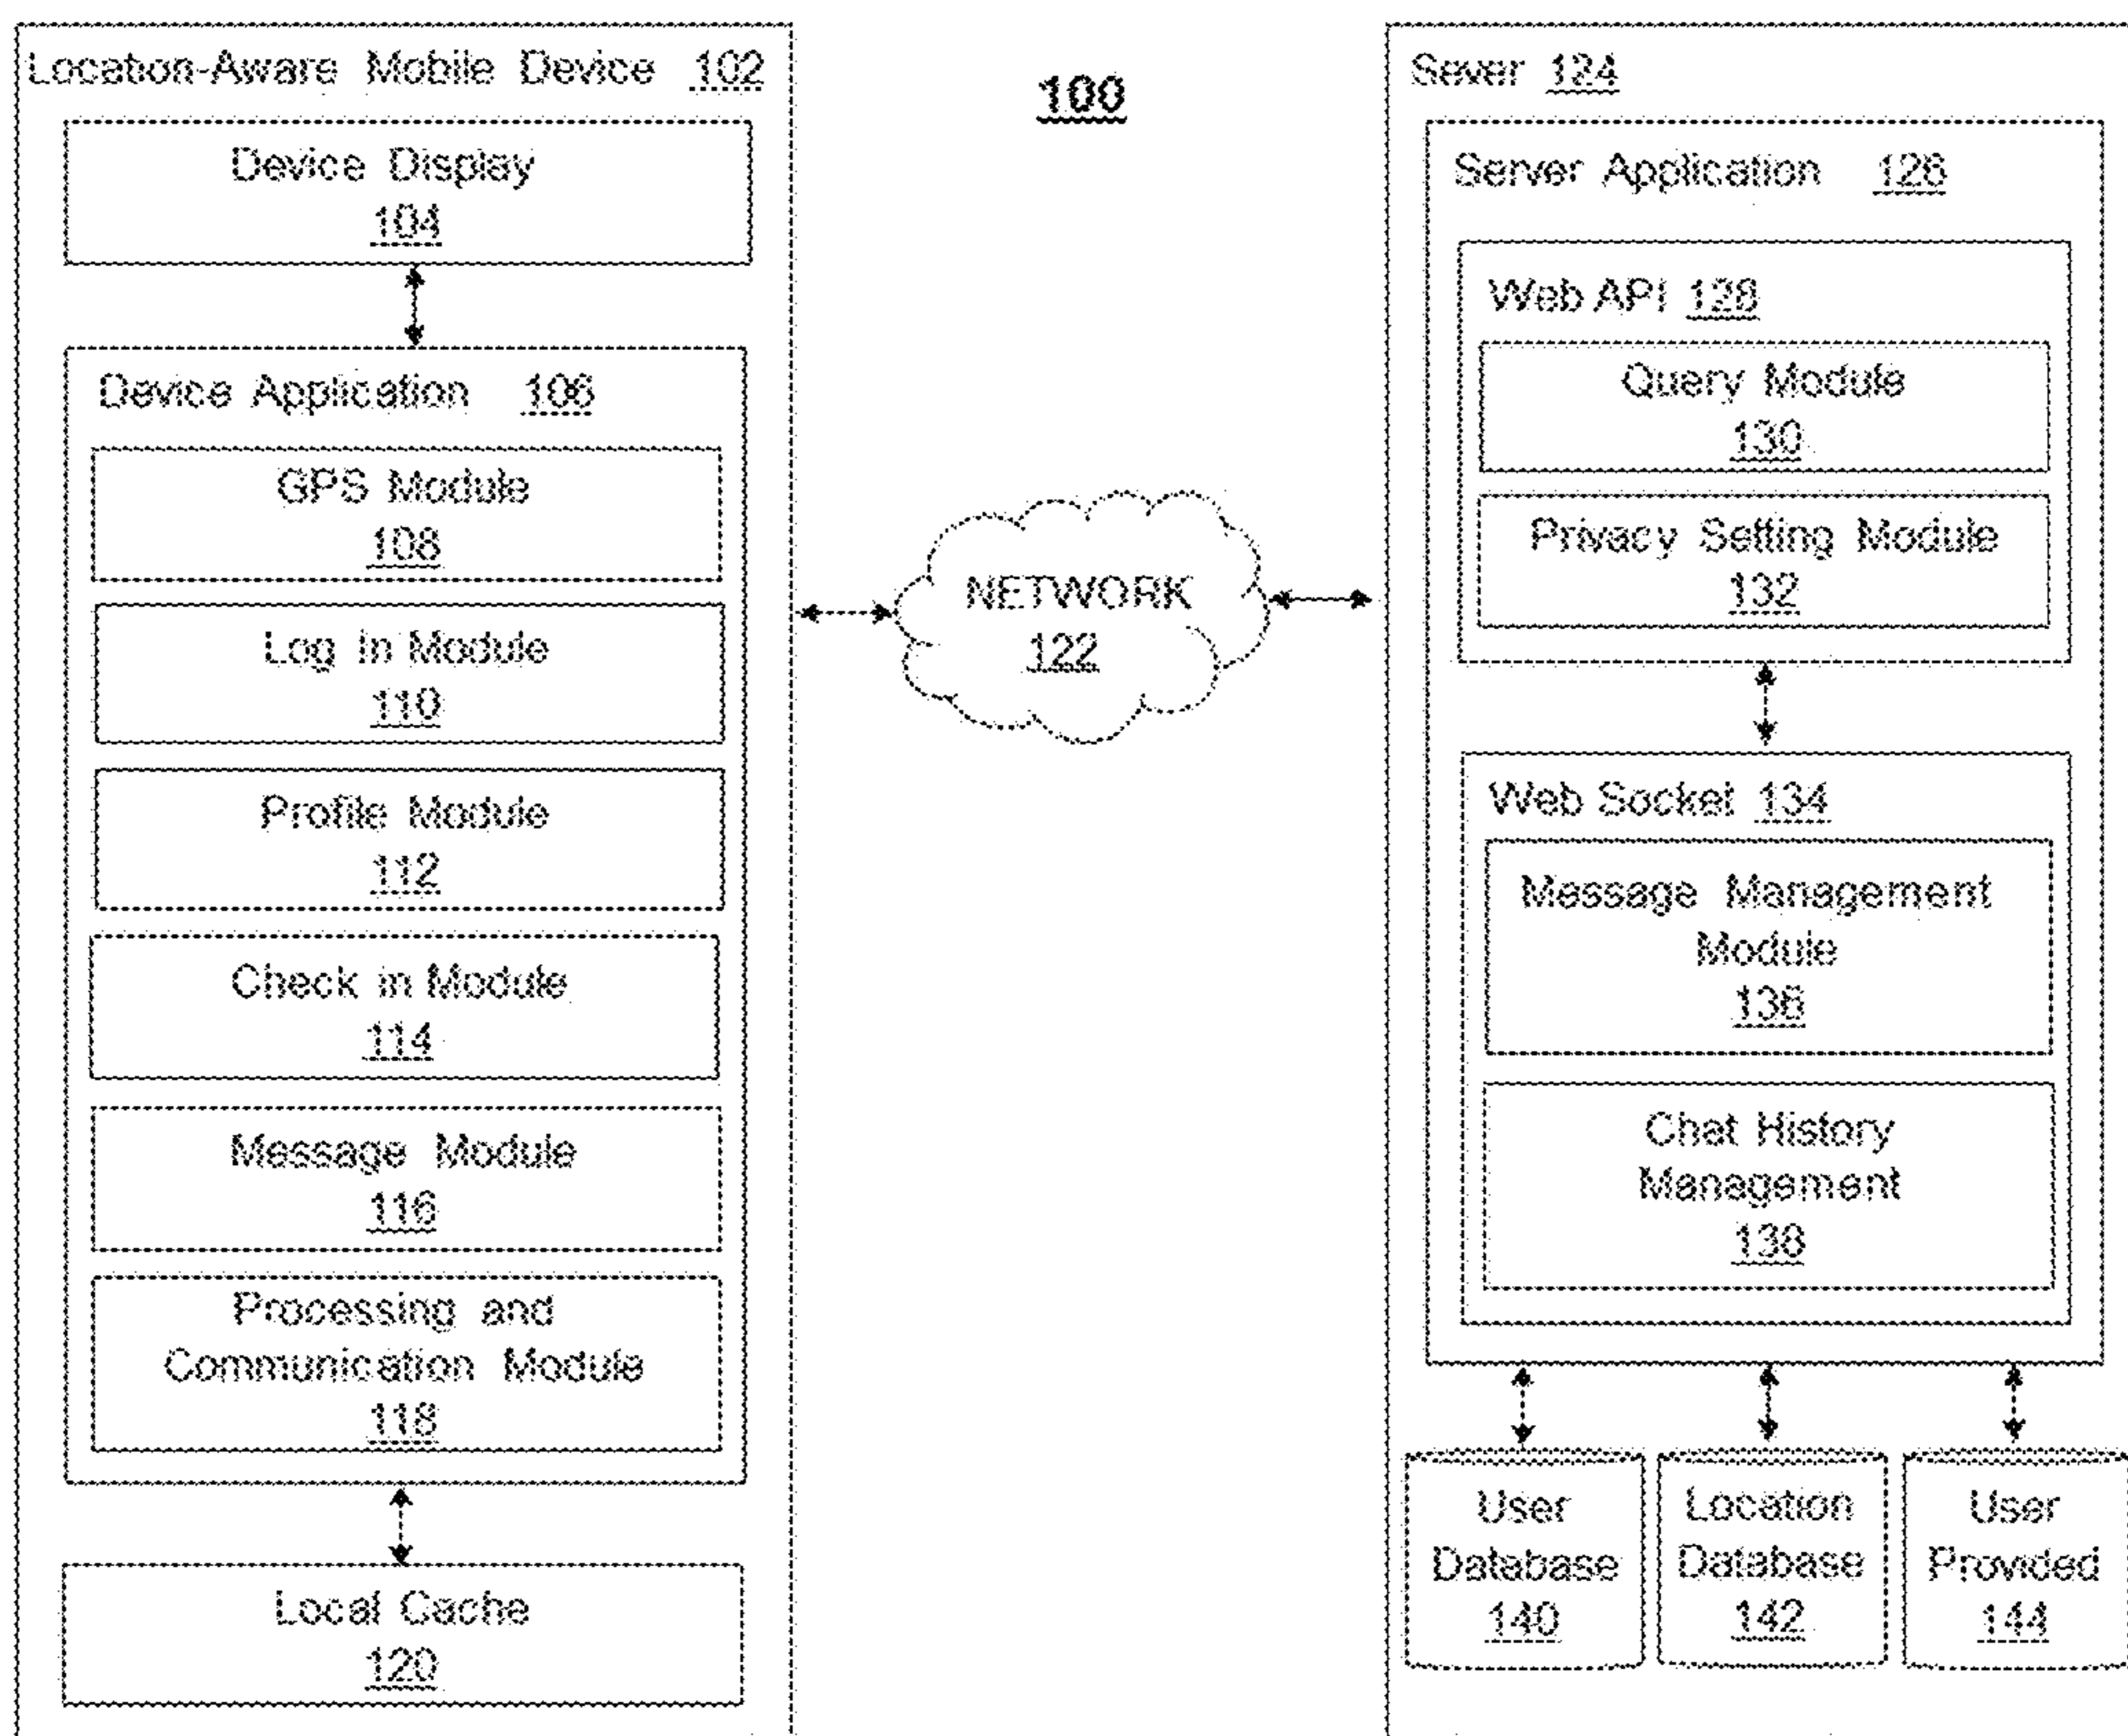 Location-Aware Mobile Device 102
Device Display
104
Device Application 106
GPS Module
108
Log in Module
110
Profile Module
112
Check in Module
114
Message Module
116
Processing and
Communication Module
118
Local Cache
120
100
NETWORK
122
Sever 124
Server Application 126
Web API 128
Query Module
130
Privacy Setting Module
132
Web Socket 134
Message Management
Module
136
Chat History
Management
138
User
Database
140
Location
Database
142
User
Provided
144